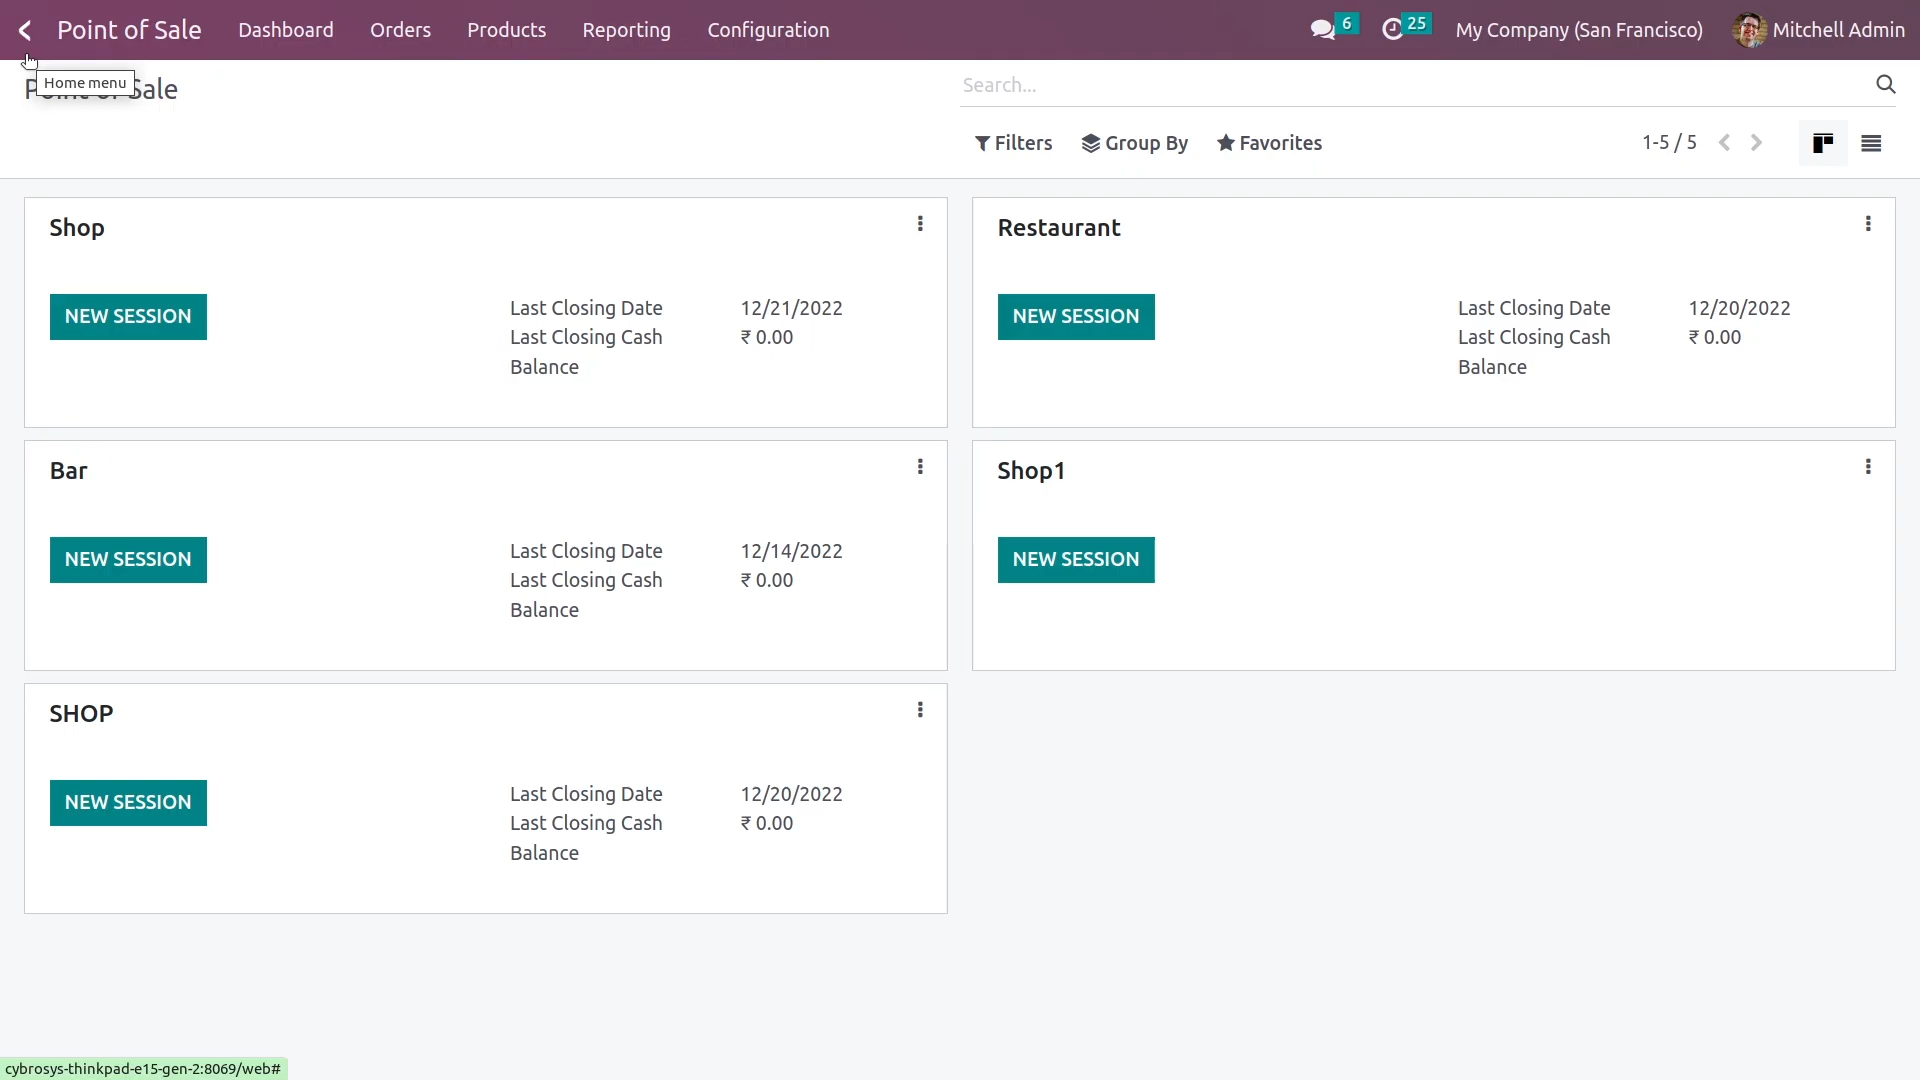 Point of Sale Dashboard Orders Products Reporting Configuration 6 25 My Company (San Francisco) Mitchell Admin
Home menu
Sale
Search...
Filters Group By Favorites 1-5 / 5
Shop
NEW SESSION
Last Closing Date 12/21/2022
Last Closing Cash ₹ 0.00
Balance
Restaurant
NEW SESSION
Last Closing Date 12/20/2022
Last Closing Cash ₹ 0.00
Balance
Bar
NEW SESSION
Last Closing Date 12/14/2022
Last Closing Cash ₹ 0.00
Balance
Shop1
NEW SESSION
SHOP
NEW SESSION
Last Closing Date 12/20/2022
Last Closing Cash ₹ 0.00
Balance
cybrosys-thinkpad-e15-gen-2:8069/web#